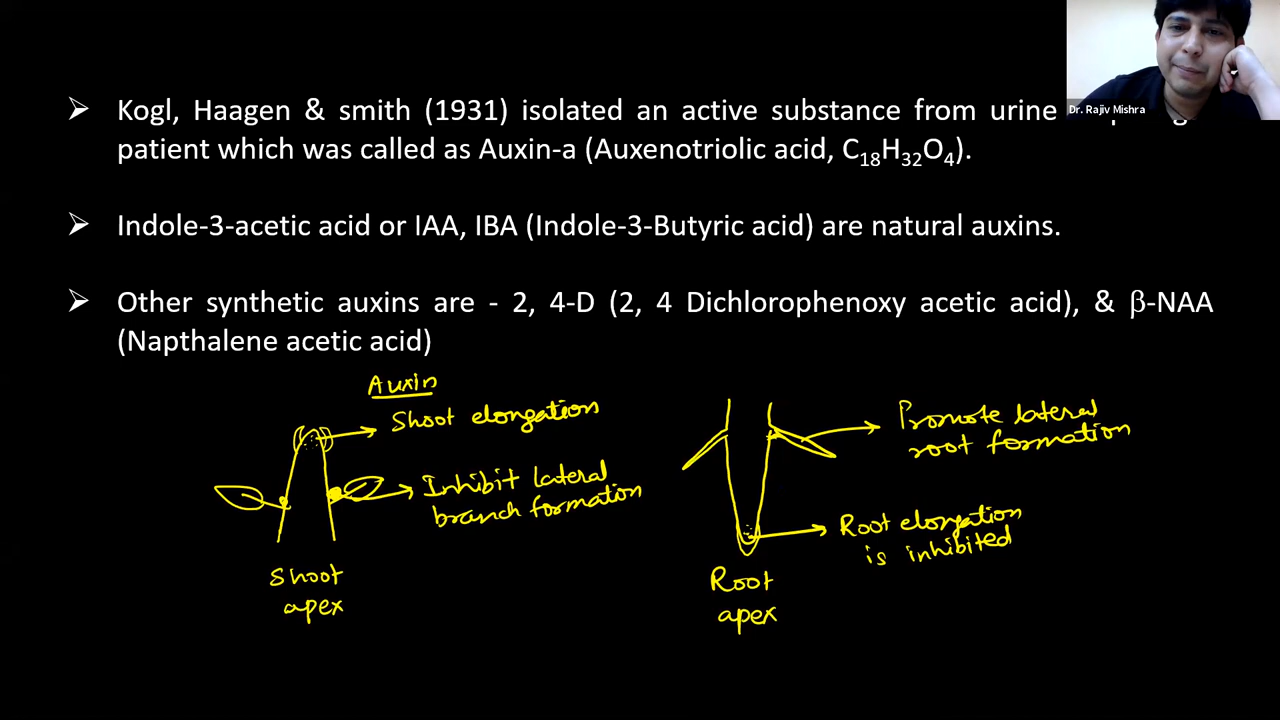 Dr. Rajiv Mishra
➢ Kogl, Haagen & smith (1931) isolated an active substance from urine
patient which was called as Auxin-a (Auxenotriolic acid, C₁₈H₃₂O₄).
➢ Indole-3-acetic acid or IAA, IBA (Indole-3-Butyric acid) are natural auxins.
➢ Other synthetic auxins are - 2, 4-D (2, 4 Dichlorophenoxy acetic acid), & β-NAA
(Napthalene acetic acid)
Auxin
Shoot elongation
Inhibit lateral
branch formation
Shoot
apex
Promote lateral
root formation
Root elongation
is inhibited
Root
apex